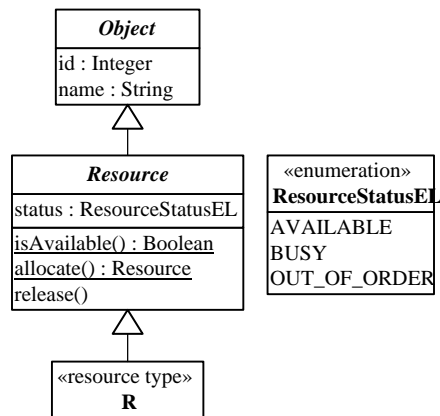 Object
id : Integer
name : String
Resource
status : ResourceStatusEL
isAvailable() : Boolean
allocate() : Resource
release()
«resource type»
R
«enumeration»
ResourceStatusEL
AVAILABLE
BUSY
OUT_OF_ORDER